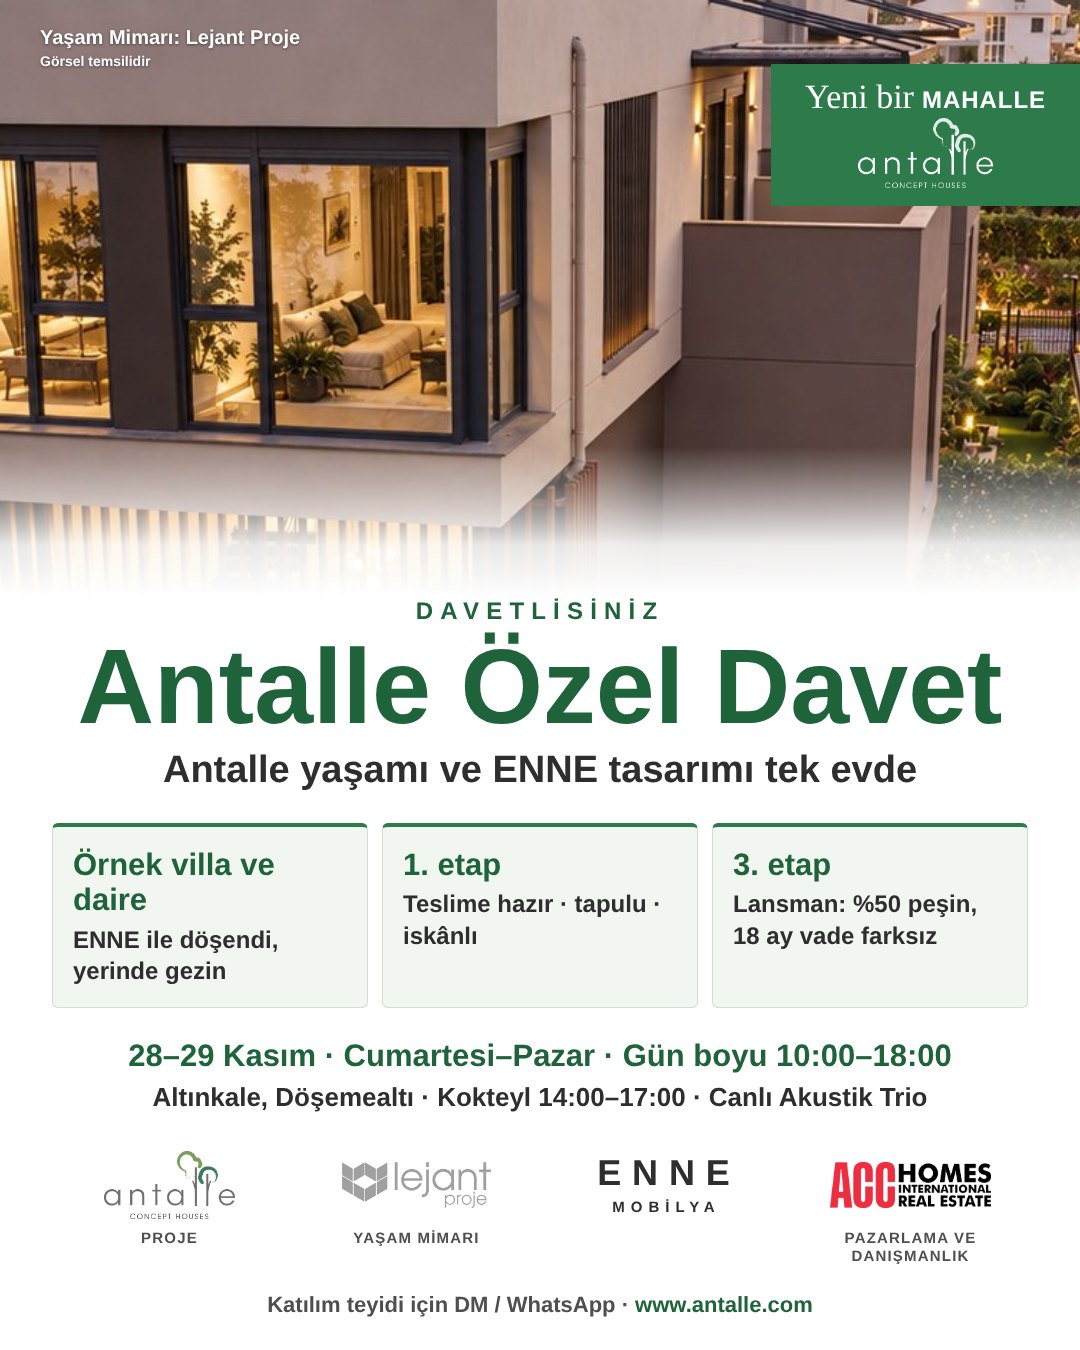 Yaşam Mimarı: Lejant Proje
Görsel temsilidir
Yeni bir MAHALLE
antalle
CONCEPT HOUSES
DAVETLİSİNİZ
Antalle Özel Davet
Antalle yaşamı ve ENNE tasarımı tek evde
Örnek villa ve
daire
ENNE ile döşendi,
yerinde gezin
1. etap
Teslime hazır · tapulu ·
iskânlı
3. etap
Lansman: %50 peşin,
18 ay vade farksız
28–29 Kasım · Cumartesi–Pazar · Gün boyu 10:00–18:00
Altınkale, Döşemealtı · Kokteyl 14:00–17:00 · Canlı Akustik Trio
antalle
CONCEPT HOUSES
PROJE
lejant
proje
YAŞAM MİMARI
ENNE
MOBİLYA
ACC HOMES
INTERNATIONAL
REAL ESTATE
PAZARLAMA VE
DANIŞMANLIK
Katılım teyidi için DM / WhatsApp · www.antalle.com